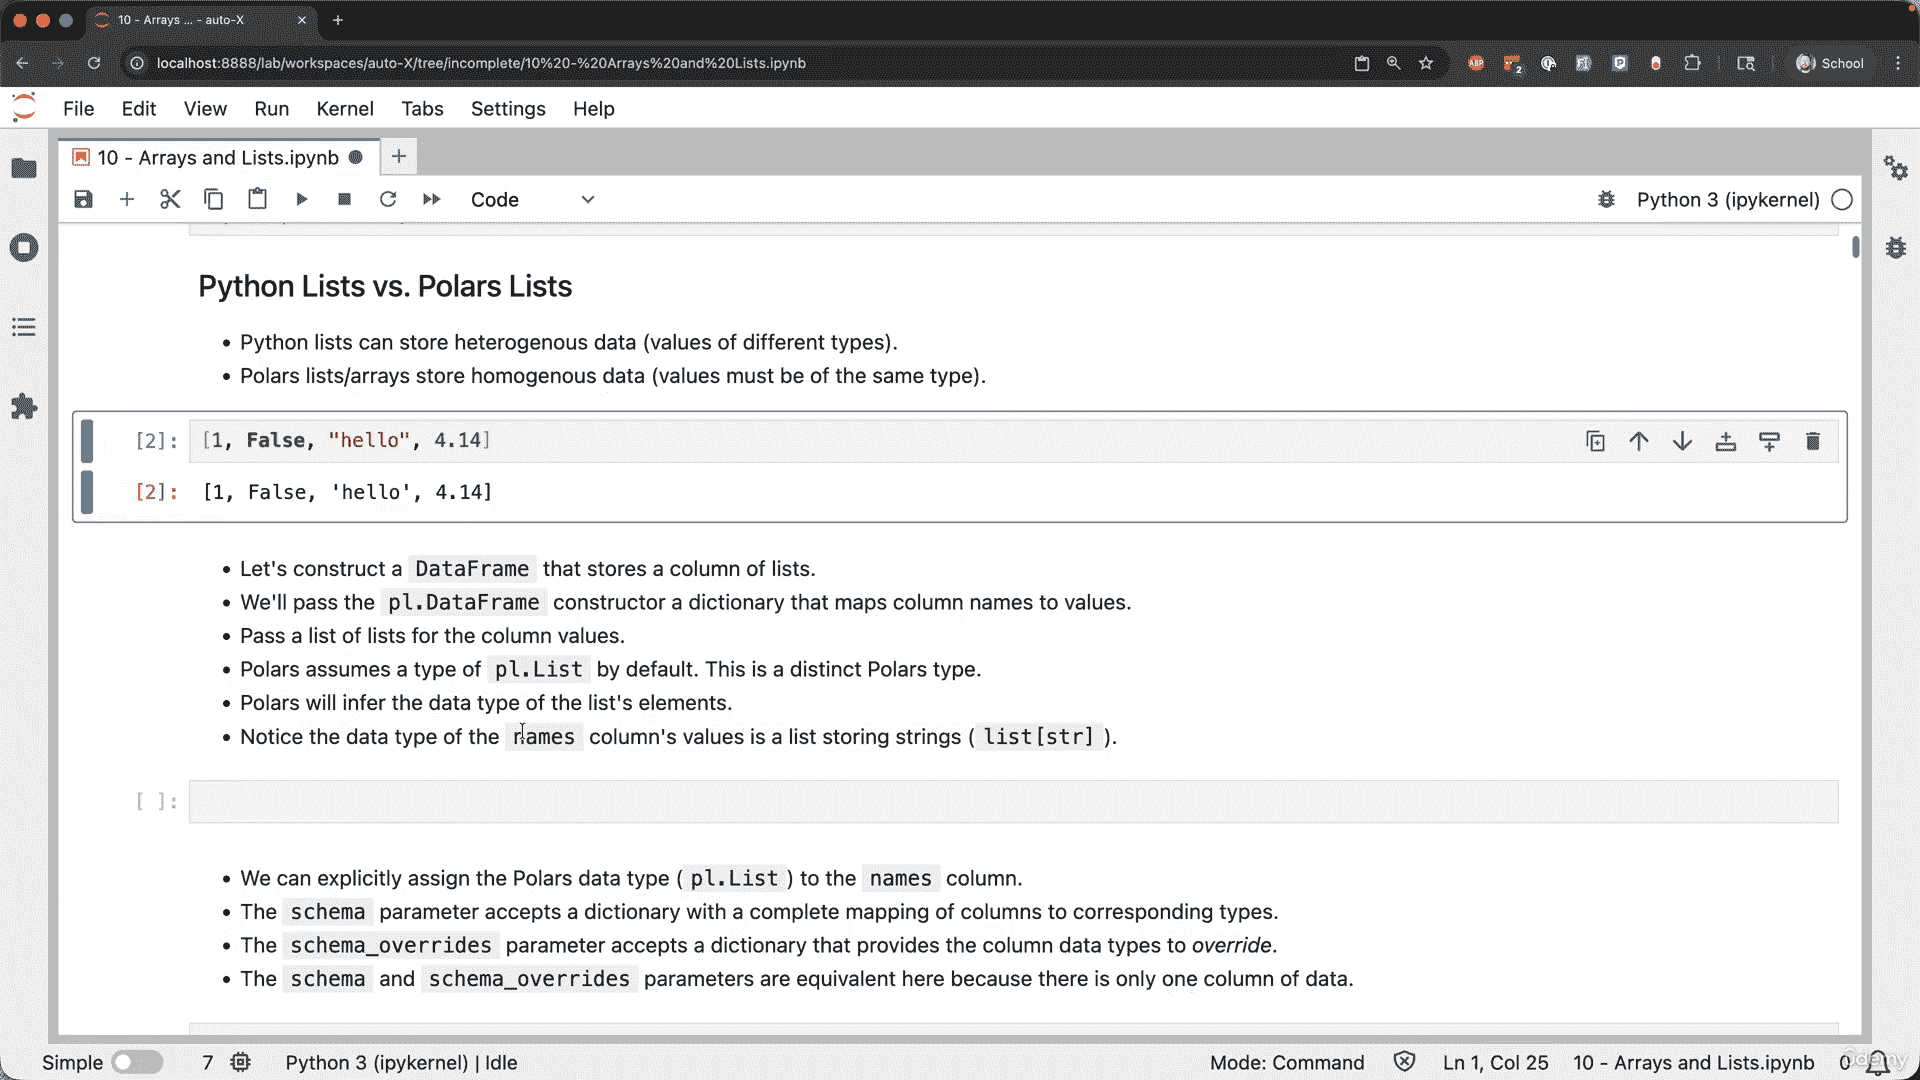 10 - Arrays ... - auto-X
localhost:8888/lab/workspaces/auto-X/tree/incomplete/10%20-%20Arrays%20and%20Lists.ipynb
ABP
2
School
File Edit View Run Kernel Tabs Settings Help
10 - Arrays and Lists.ipynb
Code
Python 3 (ipykernel)
Python Lists vs. Polars Lists
• Python lists can store heterogenous data (values of different types).
• Polars lists/arrays store homogenous data (values must be of the same type).
[2]: [1, False, "hello", 4.14]
[2]: [1, False, 'hello', 4.14]
• Let's construct a DataFrame that stores a column of lists.
• We'll pass the pl.DataFrame constructor a dictionary that maps column names to values.
• Pass a list of lists for the column values.
• Polars assumes a type of pl.List by default. This is a distinct Polars type.
• Polars will infer the data type of the list's elements.
• Notice the data type of the names column's values is a list storing strings ( list[str] ).
[ ]:
• We can explicitly assign the Polars data type ( pl.List ) to the names column.
• The schema parameter accepts a dictionary with a complete mapping of columns to corresponding types.
• The schema_overrides parameter accepts a dictionary that provides the column data types to override.
• The schema and schema_overrides parameters are equivalent here because there is only one column of data.
Simple 7 Python 3 (ipykernel) | Idle Mode: Command Ln 1, Col 25 10 - Arrays and Lists.ipynb 0
udemy